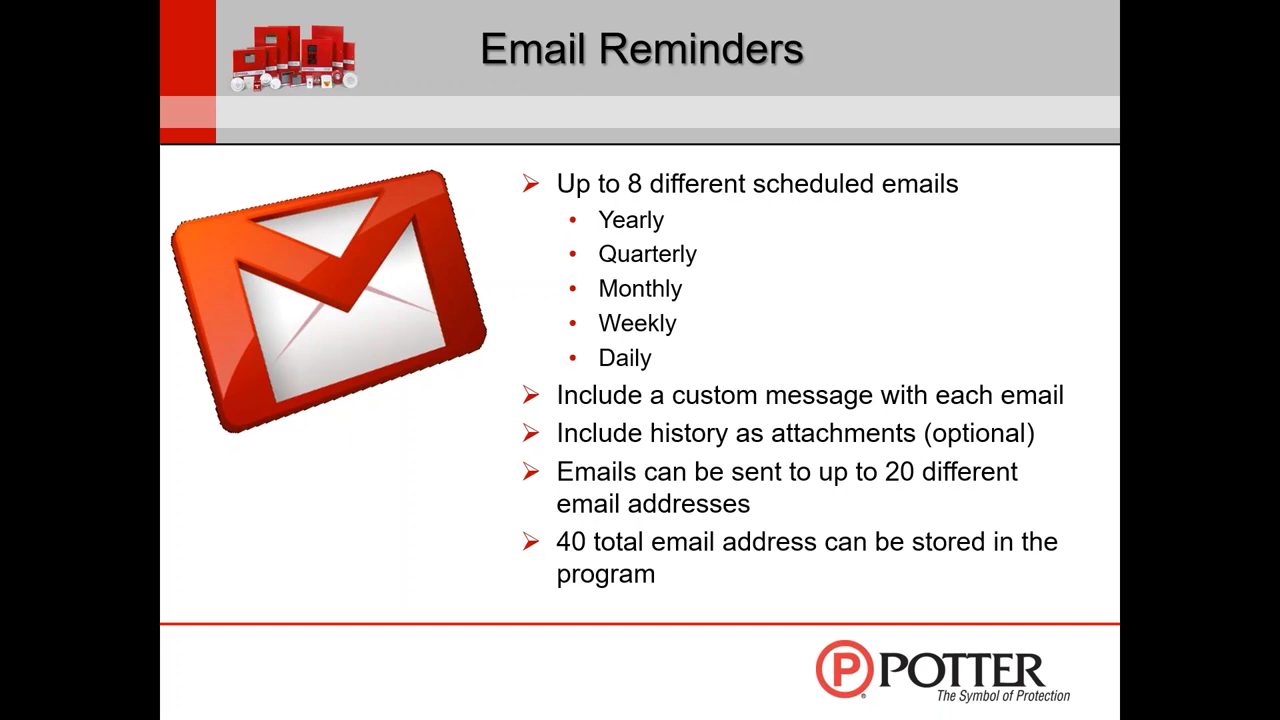 Email Reminders
Up to 8 different scheduled emails
Yearly
Quarterly
Monthly
Weekly
Daily
Include a custom message with each email
Include history as attachments (optional)
Emails can be sent to up to 20 different
email addresses
40 total email address can be stored in the
program
P POTTER
The Symbol of Protection